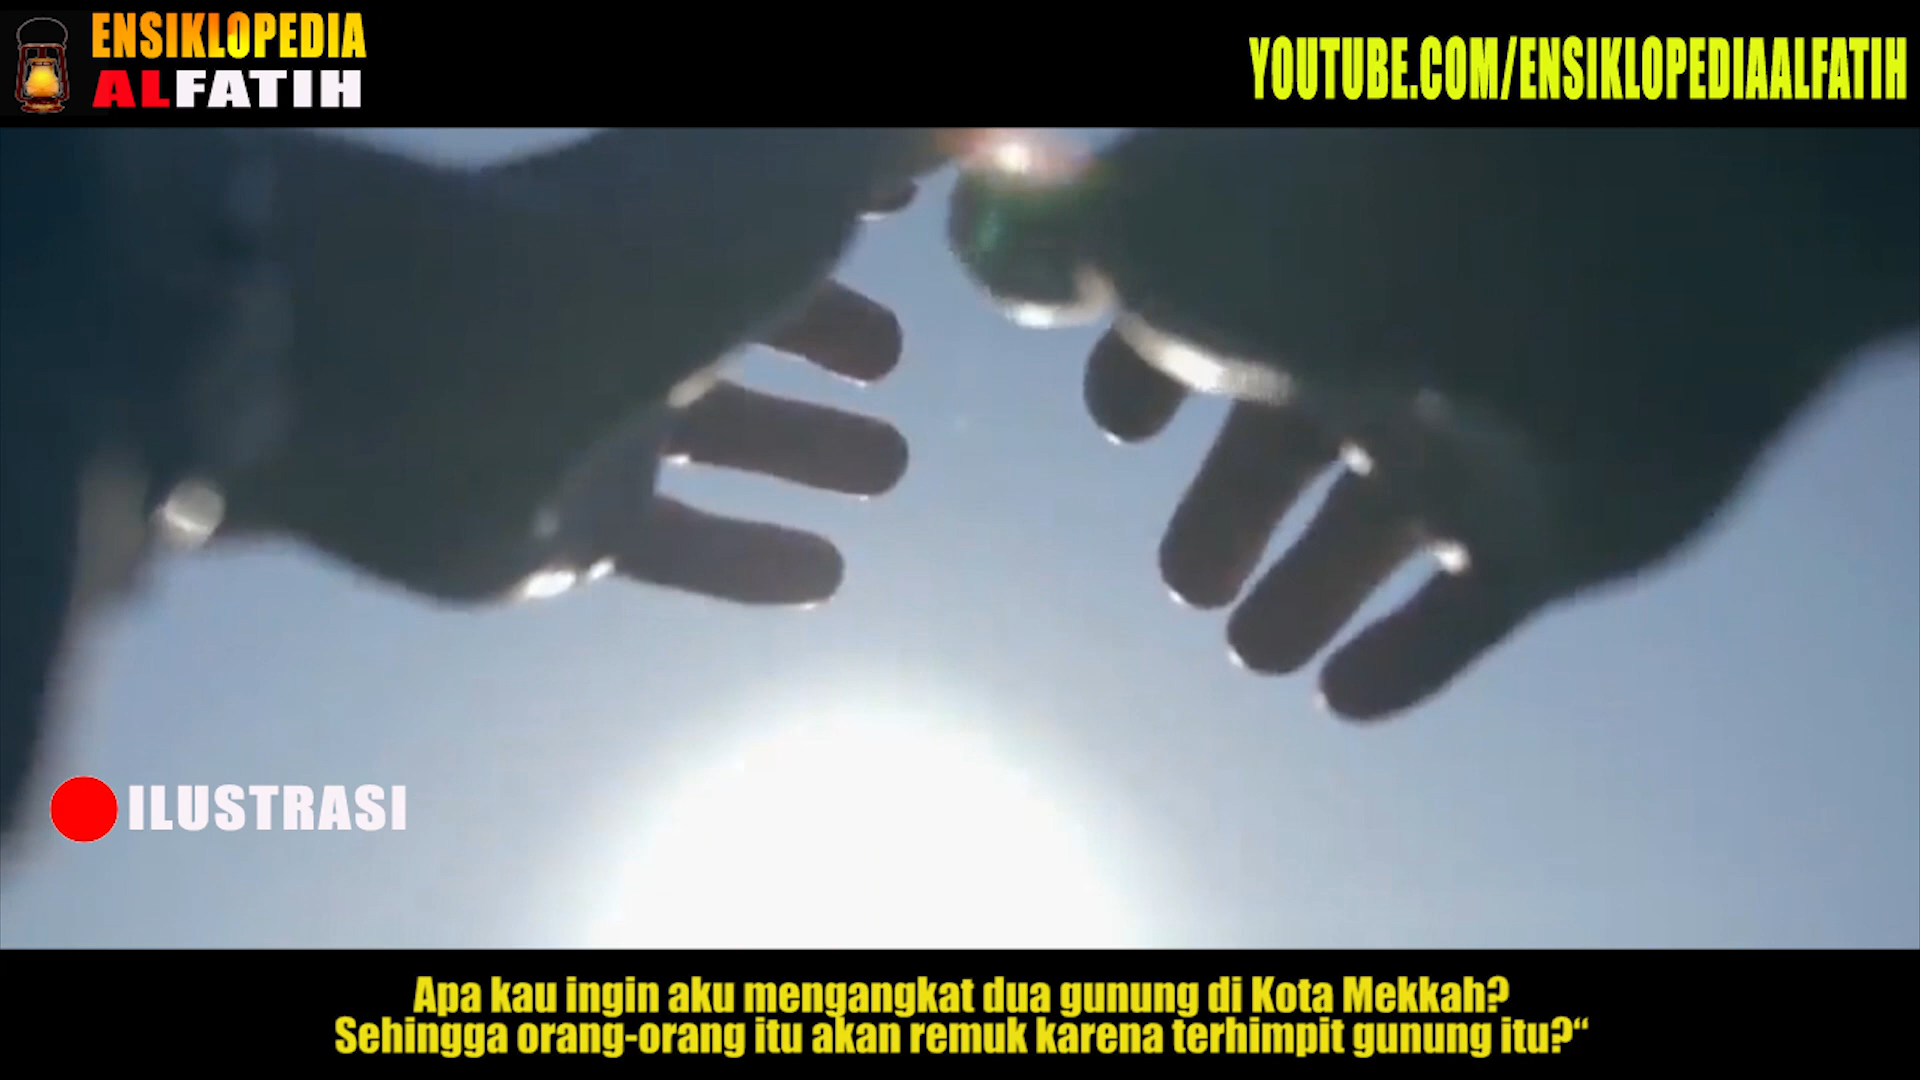 ENSIKLOPEDIA
ALFATIH
YOUTUBE.COM/ENSIKLOPEDIAALFATIH
ILUSTRASI
Apa kau ingin aku mengangkat dua gunung di Kota Mekkah?
Sehingga orang-orang itu akan remuk karena terhimpit gunung itu?“